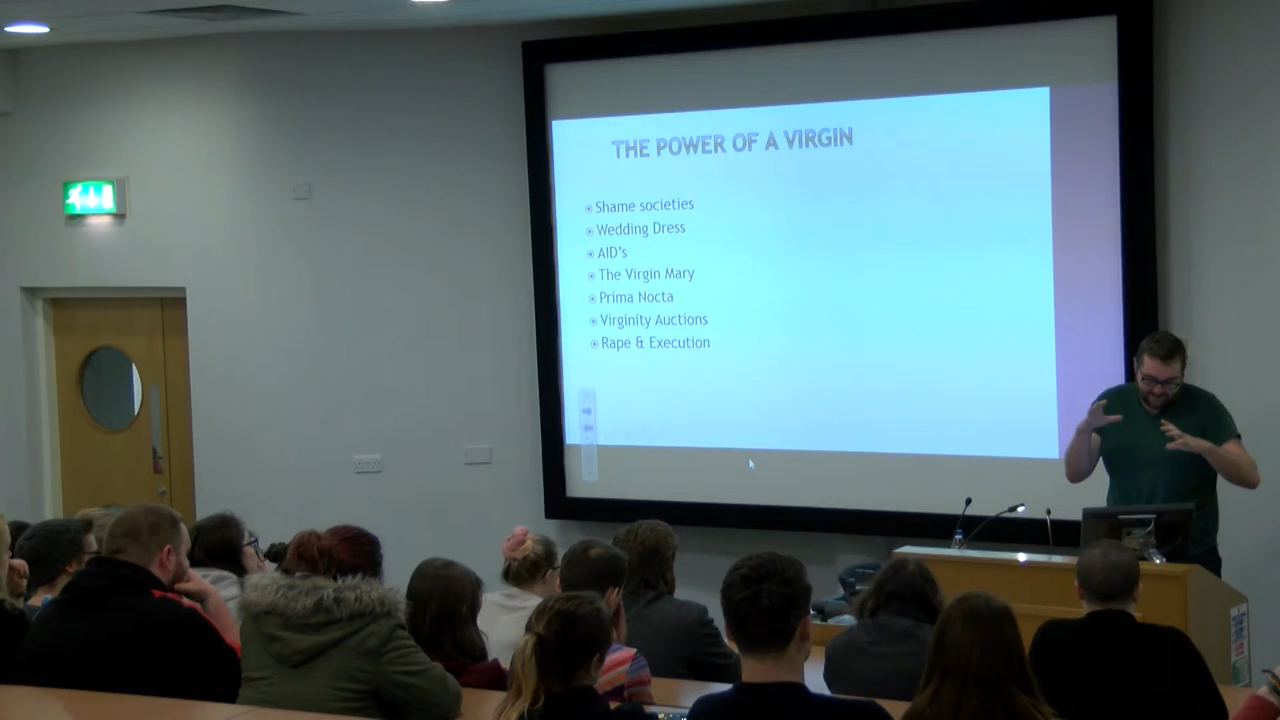 THE POWER OF A VIRGIN
Shame societies
Wedding Dress
AID's
The Virgin Mary
Prima Nocta
Virginity Auctions
Rape & Execution